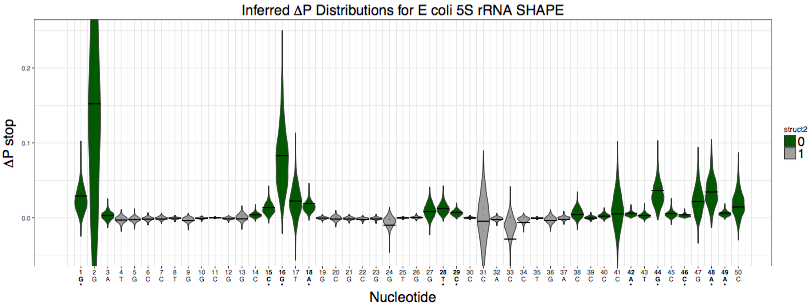 Inferred ΔP Distributions for E coli 5S rRNA SHAPE
ΔP stop
0.2
0.1
0.0
struct2
0
1
1 2 3 4 5 6 7 8 9 10 11 12 13 14 15 16 17 18 19 20 21 22 23 24 25 26 27 28 29 30 31 32 33 34 35 36 37 38 39 40 41 42 43 44 45 46 47 48 49 50
G G A T G C C T G G C G G C C G T A G C G C G G T G G T C C C A C C T G A C C C C A T G C C G A A C
* * * * * * * * * * *
Nucleotide